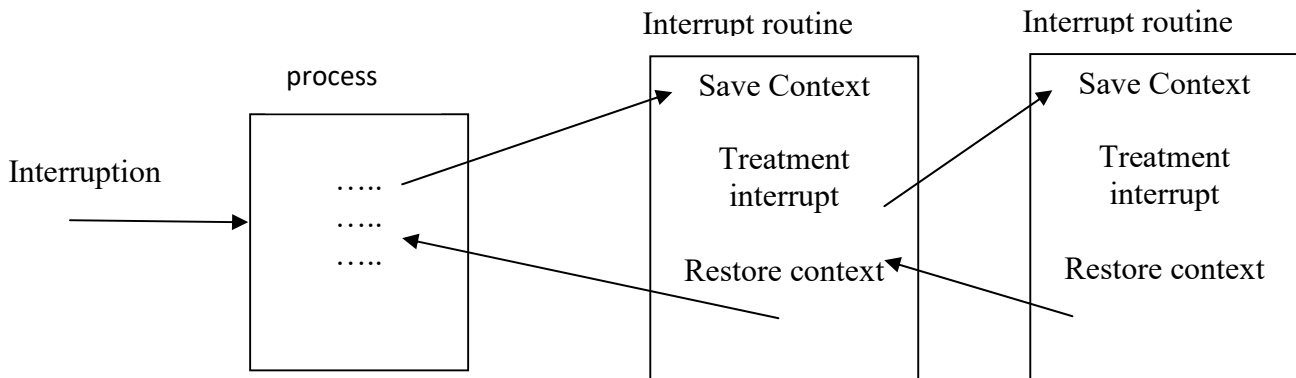 Interrupt routine
Interrupt routine
process
Save Context
Save Context
Interruption
…..
…..
…..
Treatment
interrupt
Treatment
interrupt
Restore context
Restore context